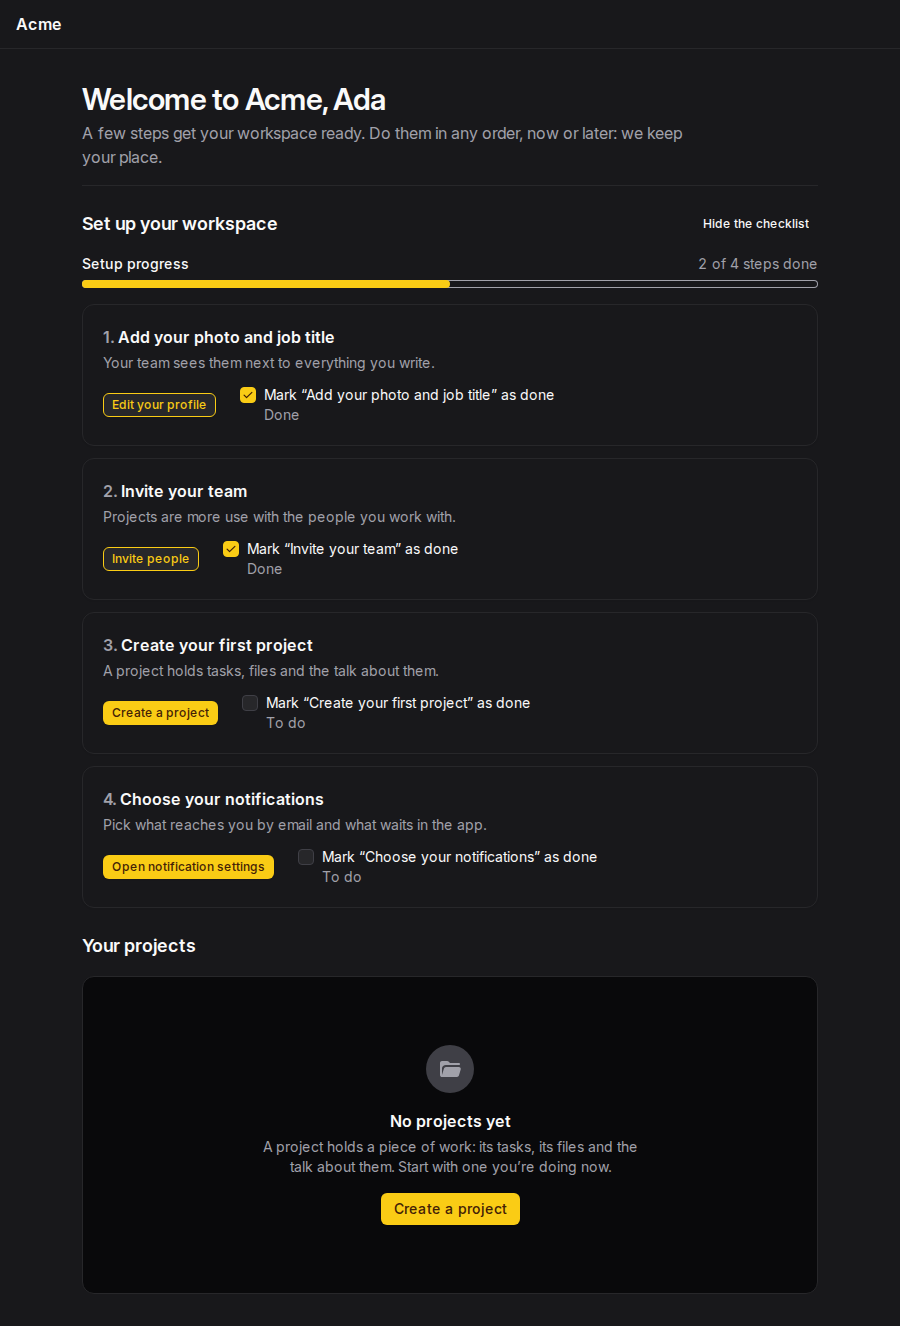 Acme
Welcome to Acme, Ada
A few steps get your workspace ready. Do them in any order, now or later: we keep
your place.
Set up your workspace
Hide the checklist
Setup progress
2 of 4 steps done
1. Add your photo and job title
Your team sees them next to everything you write.
Edit your profile
Mark “Add your photo and job title” as done
Done
2. Invite your team
Projects are more use with the people you work with.
Invite people
Mark “Invite your team” as done
Done
3. Create your first project
A project holds tasks, files and the talk about them.
Create a project
Mark “Create your first project” as done
To do
4. Choose your notifications
Pick what reaches you by email and what waits in the app.
Open notification settings
Mark “Choose your notifications” as done
To do
Your projects
No projects yet
A project holds a piece of work: its tasks, its files and the
talk about them. Start with one you’re doing now.
Create a project